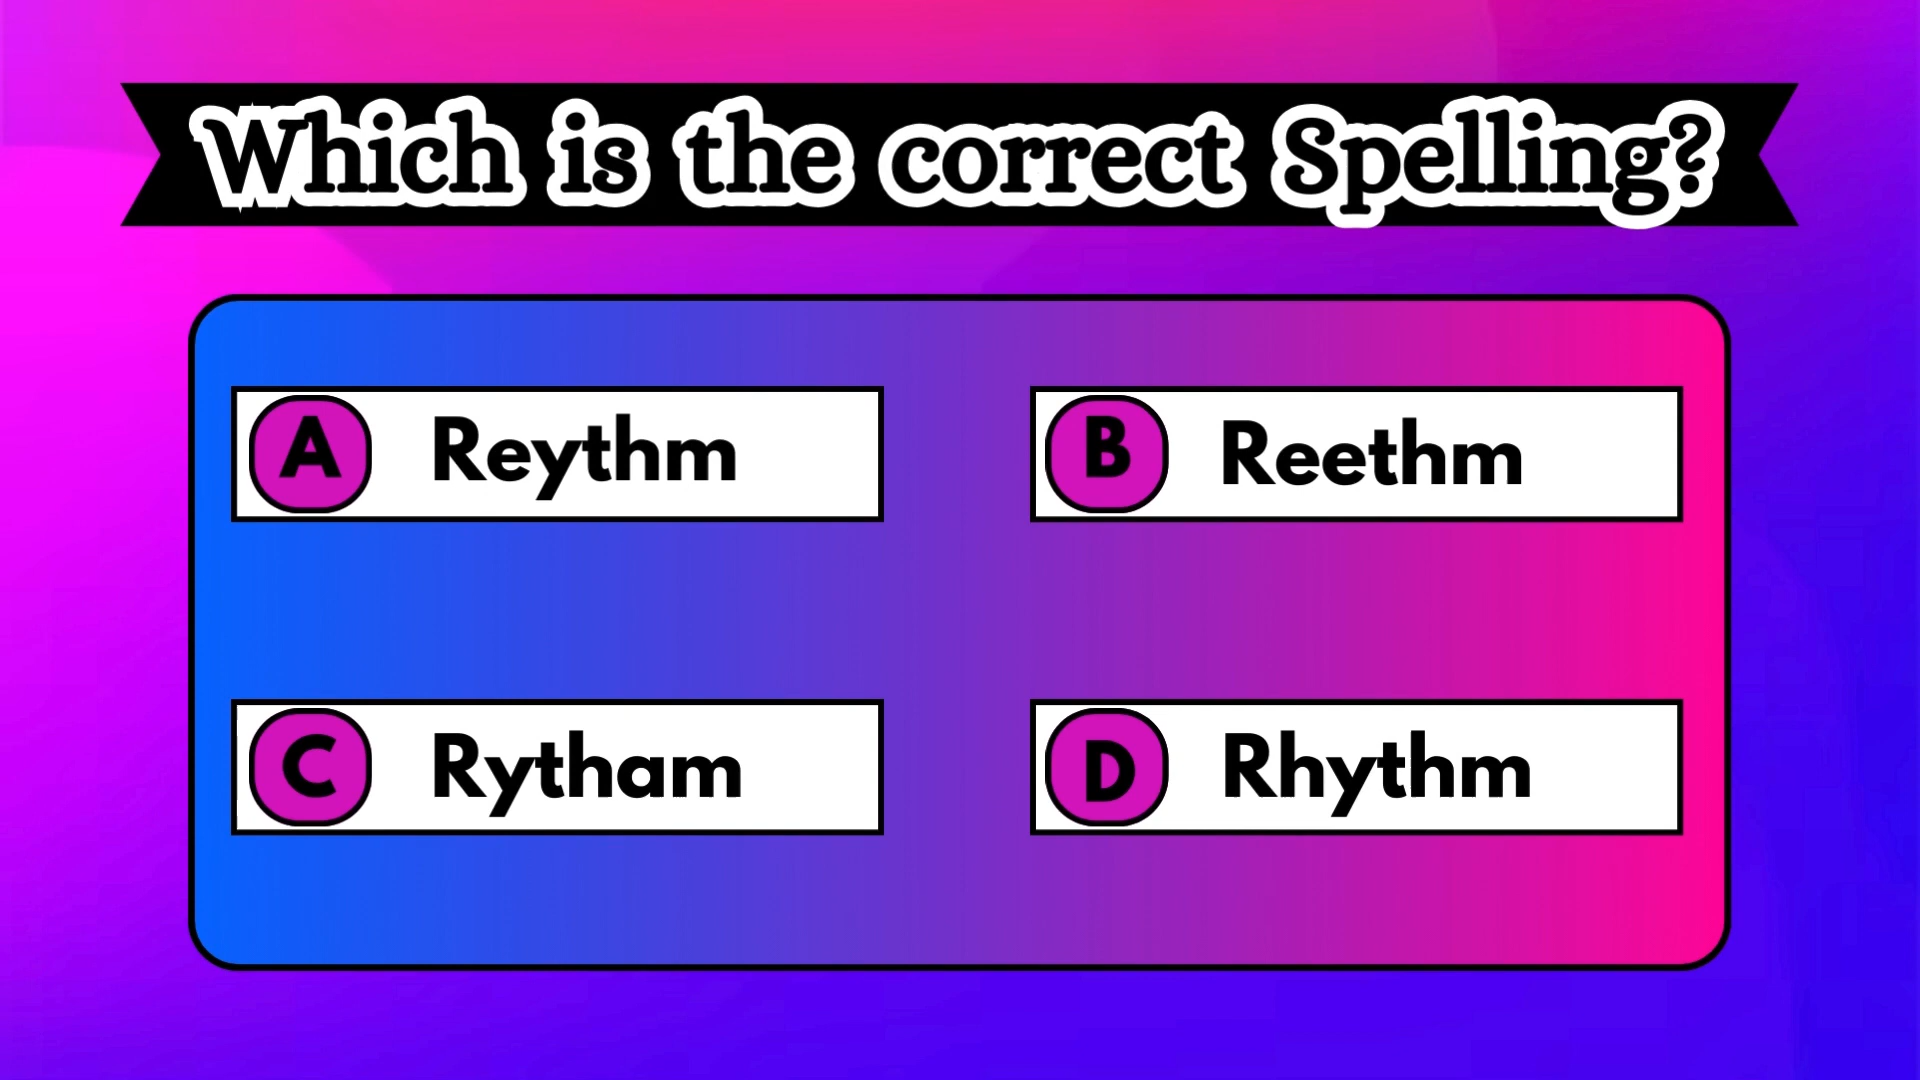 Which is the correct Spelling?
A Reythm
B Reethm
C Rytham
D Rhythm